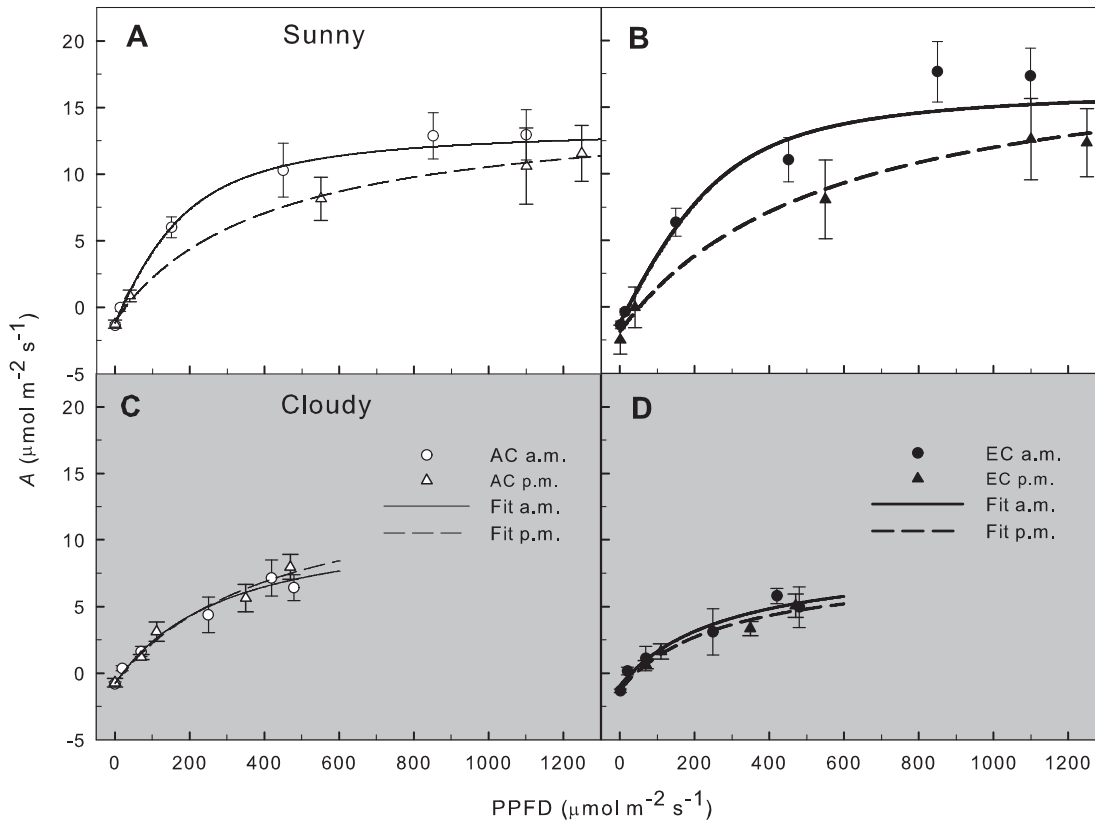 A Sunny
B
20
15
10
5
0
-5
C Cloudy
D
20
15
10
5
0
-5
AC a.m.
AC p.m.
Fit a.m.
Fit p.m.
EC a.m.
EC p.m.
Fit a.m.
Fit p.m.
A (μmol m⁻² s⁻¹)
0 200 400 600 800 1000 1200
0 200 400 600 800 1000 1200
PPFD (μmol m⁻² s⁻¹)